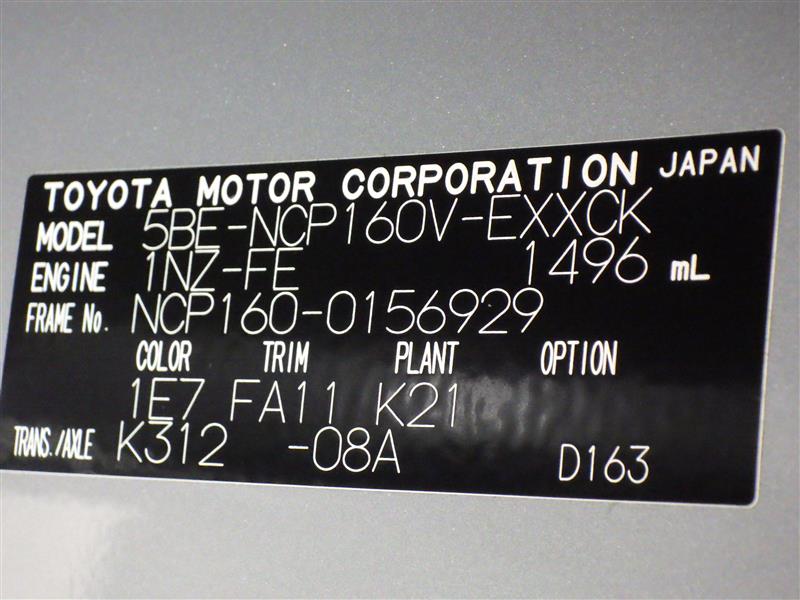 TOYOTA MOTOR CORPORATION JAPAN
MODEL 5BE-NCP160V-EXXCK
ENGINE 1NZ-FE 1496 mL
FRAME No. NCP160-0156929
COLOR TRIM PLANT OPTION
1E7 FA11 K21
TRANS./AXLE K312 -08A D163